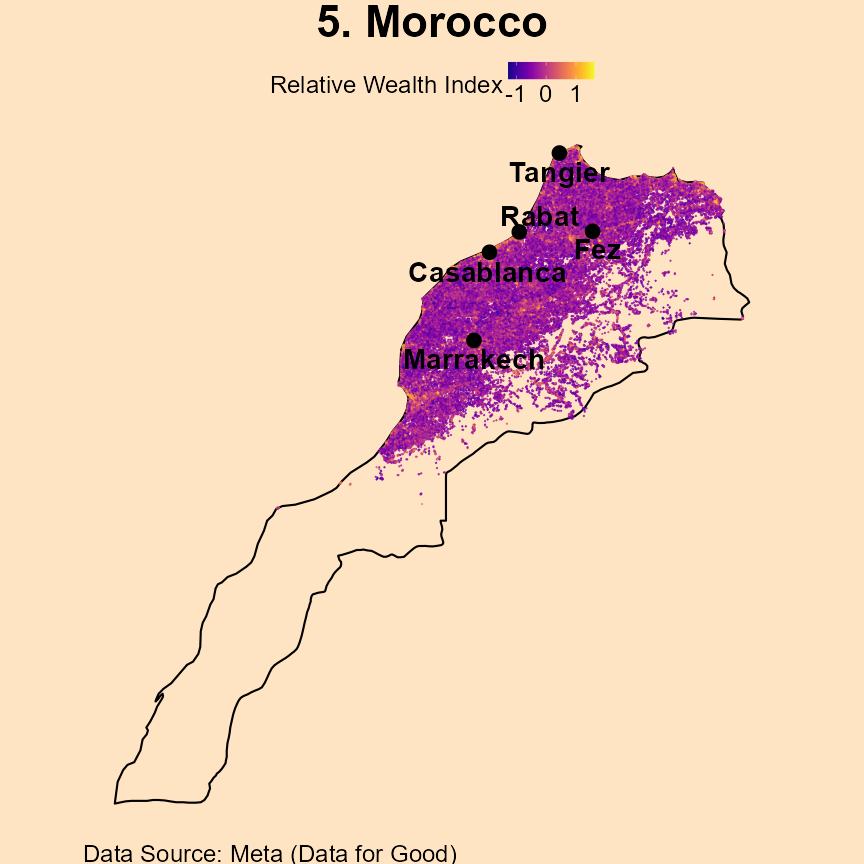 5. Morocco
Relative Wealth Index
-1 0 1
Tangier
Rabat
Fez
Casablanca
Marrakech
Data Source: Meta (Data for Good)